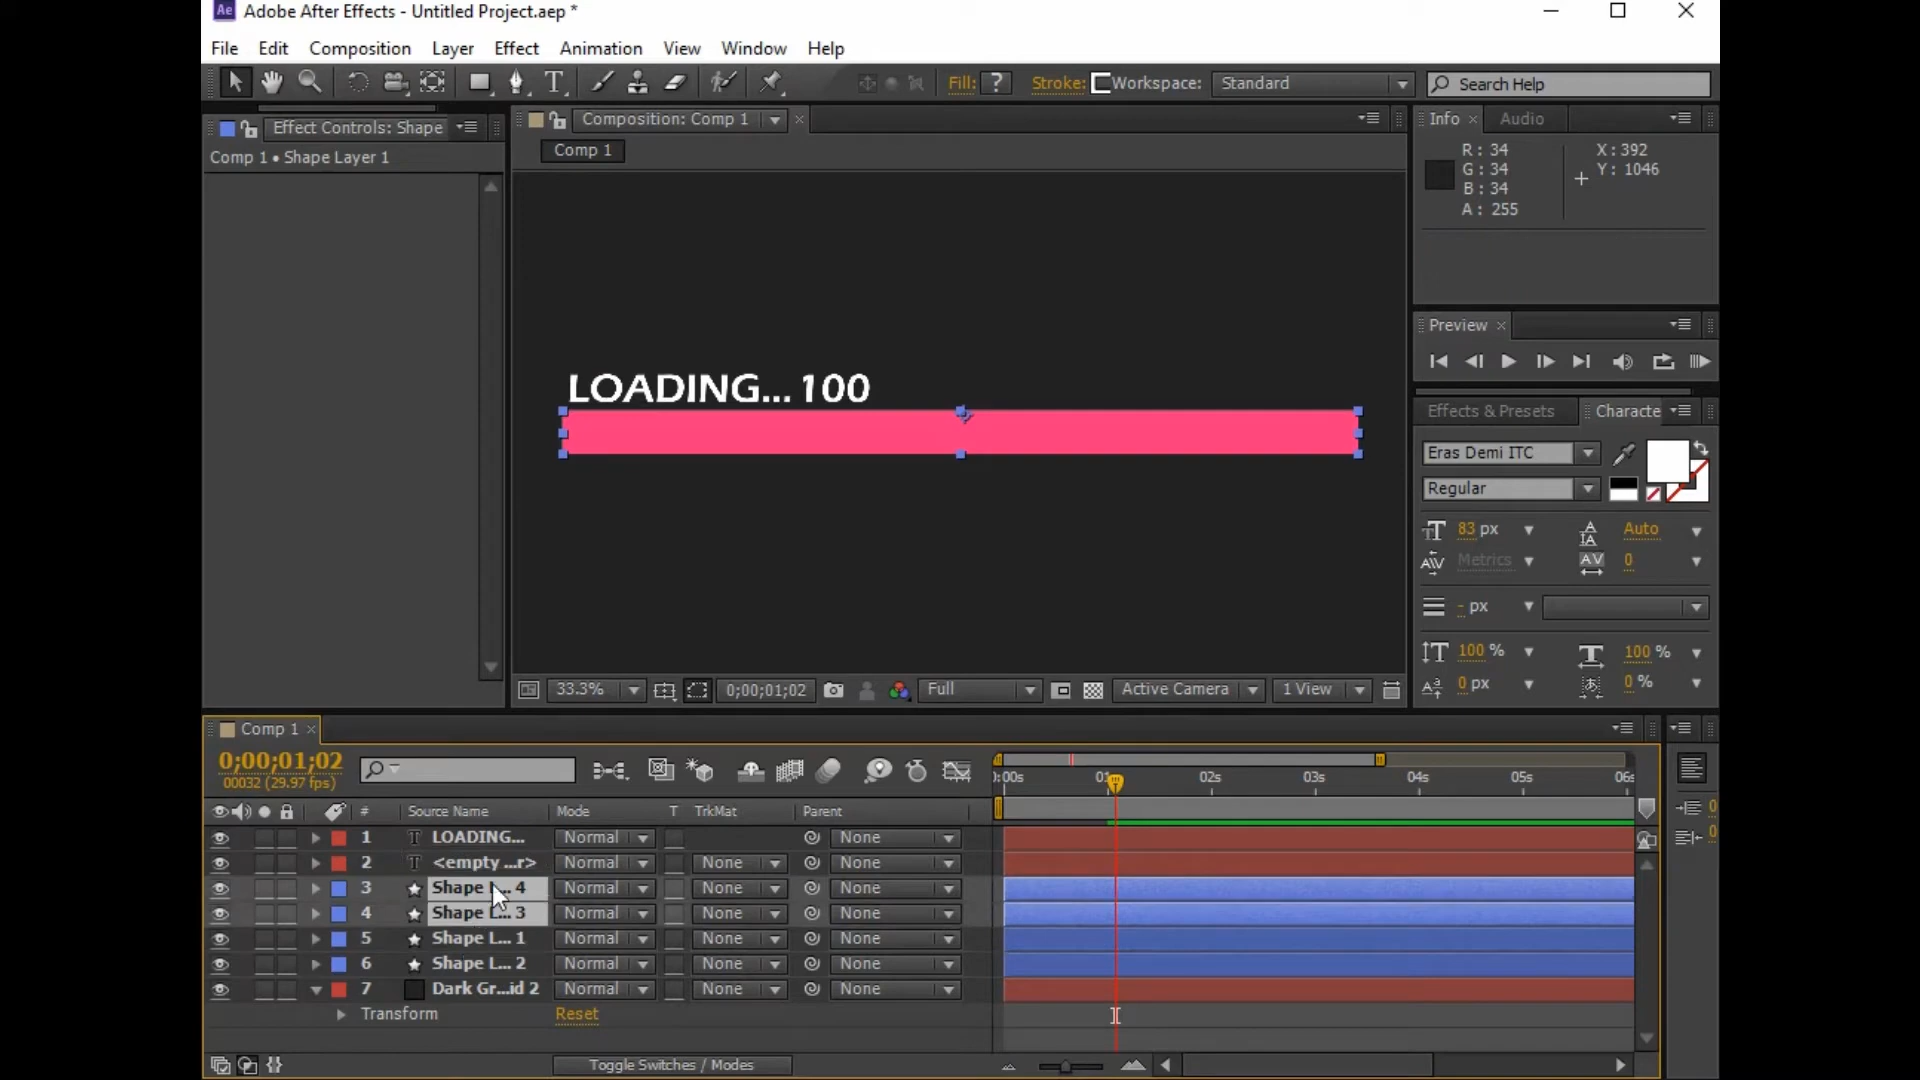 Ae Adobe After Effects - Untitled Project.aep *
File Edit Composition Layer Effect Animation View Window Help
Fill: ? Stroke: Workspace: Standard Search Help
Effect Controls: Shape
Comp 1 • Shape Layer 1
Composition: Comp 1
Comp 1
LOADING... 100
33.3% 0;00;01;02 Full Active Camera 1 View
Info Audio
R : 34 X : 392
G : 34 Y : 1046
B : 34
A : 255
Preview
Effects & Presets Characte
Eras Demi ITC
Regular
83 px Auto
Metrics 0
- px
100 % 100 %
0 px 0 %
Comp 1
0;00;01;02
00032 (29.97 fps)
):00s 01 02s 03s 04s 05s 06s
# Source Name Mode T TrkMat Parent
1 LOADING... Normal None
2 <empty ...r> Normal None None
3 Shape L... 4 Normal None None
4 Shape L... 3 Normal None None
5 Shape L... 1 Normal None None
6 Shape L... 2 Normal None None
7 Dark Gr...id 2 Normal None None
Transform Reset
Toggle Switches / Modes